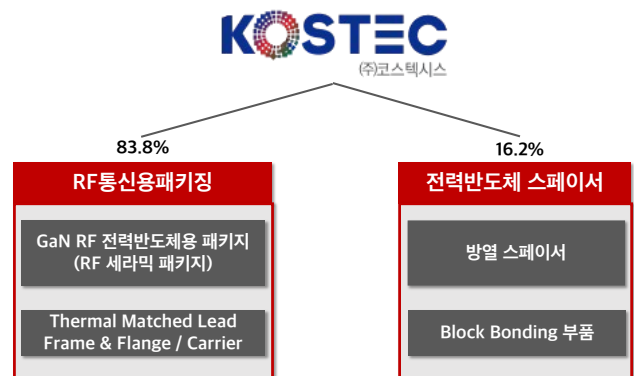 KOSTEC
(주)코스텍시스
83.8%
16.2%
RF통신용패키징
전력반도체 스페이서
GaN RF 전력반도체용 패키지
(RF 세라믹 패키지)
방열 스페이서
Thermal Matched Lead
Frame & Flange / Carrier
Block Bonding 부품